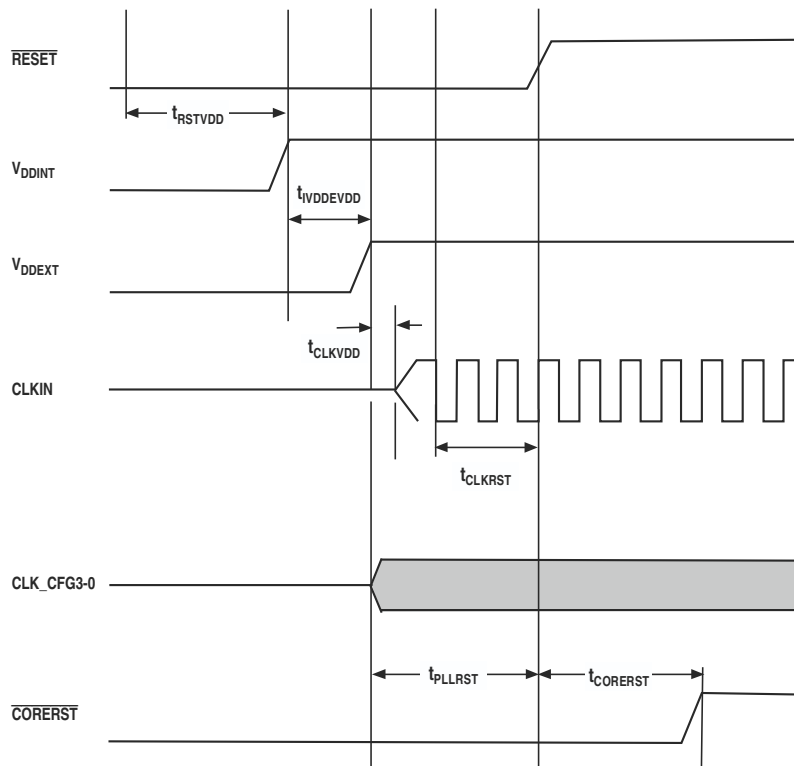 RESET
tRSTVDD
VDDINT
tIVDDEVDD
VDDEXT
tCLKVDD
CLKIN
tCLKRST
CLK_CFG3-0
tPLLRST
tCORERST
CORERST